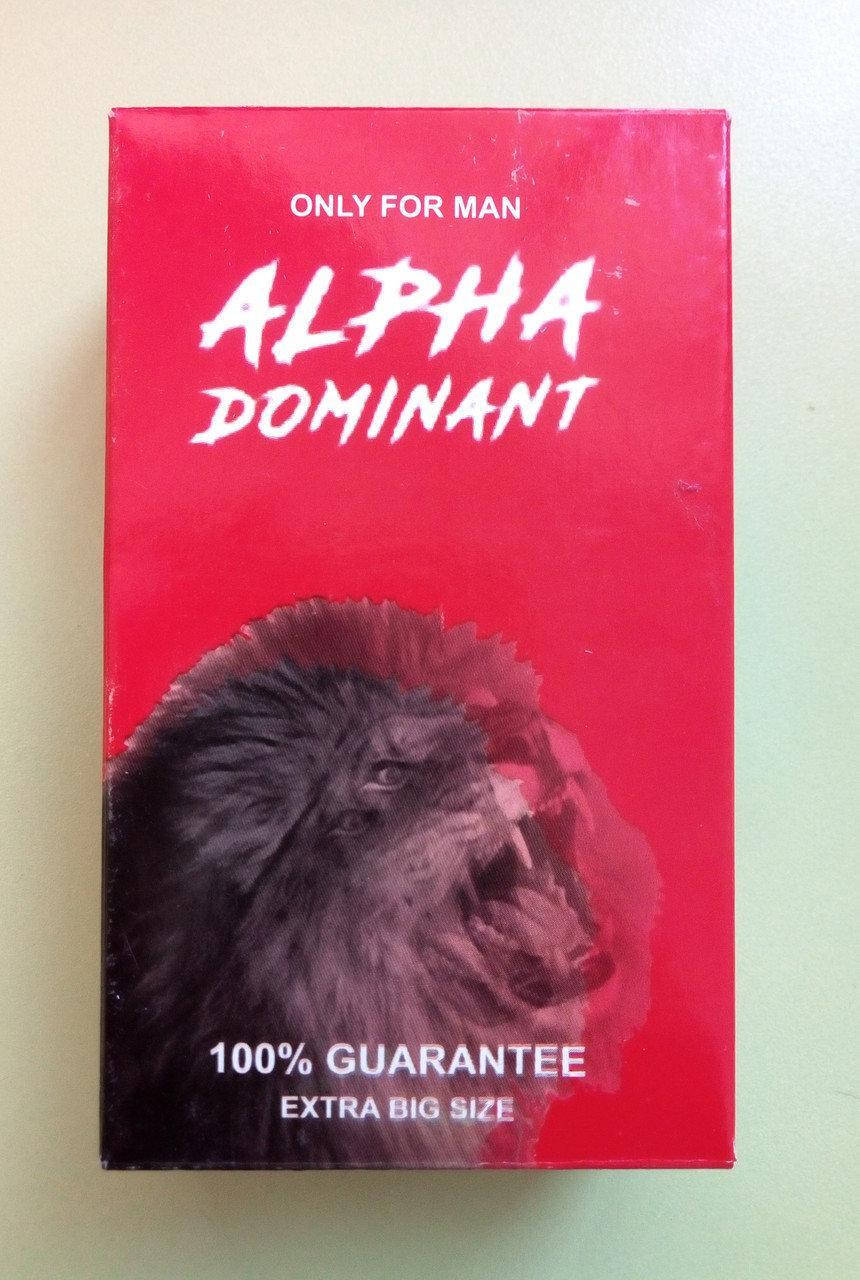 ONLY FOR MAN
ALPHA
DOMINANT
100% GUARANTEE
EXTRA BIG SIZE